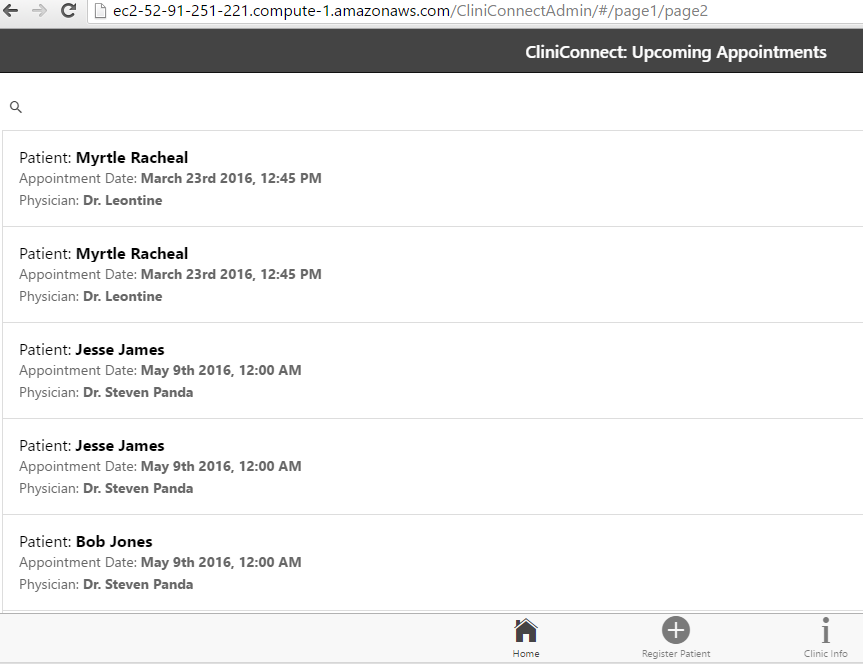 ec2-52-91-251-221.compute-1.amazonaws.com/CliniConnectAdmin/#/page1/page2
CliniConnect: Upcoming Appointments
Patient: Myrtle Racheal
Appointment Date: March 23rd 2016, 12:45 PM
Physician: Dr. Leontine
Patient: Myrtle Racheal
Appointment Date: March 23rd 2016, 12:45 PM
Physician: Dr. Leontine
Patient: Jesse James
Appointment Date: May 9th 2016, 12:00 AM
Physician: Dr. Steven Panda
Patient: Jesse James
Appointment Date: May 9th 2016, 12:00 AM
Physician: Dr. Steven Panda
Patient: Bob Jones
Appointment Date: May 9th 2016, 12:00 AM
Physician: Dr. Steven Panda
Home Register Patient Clinic Info